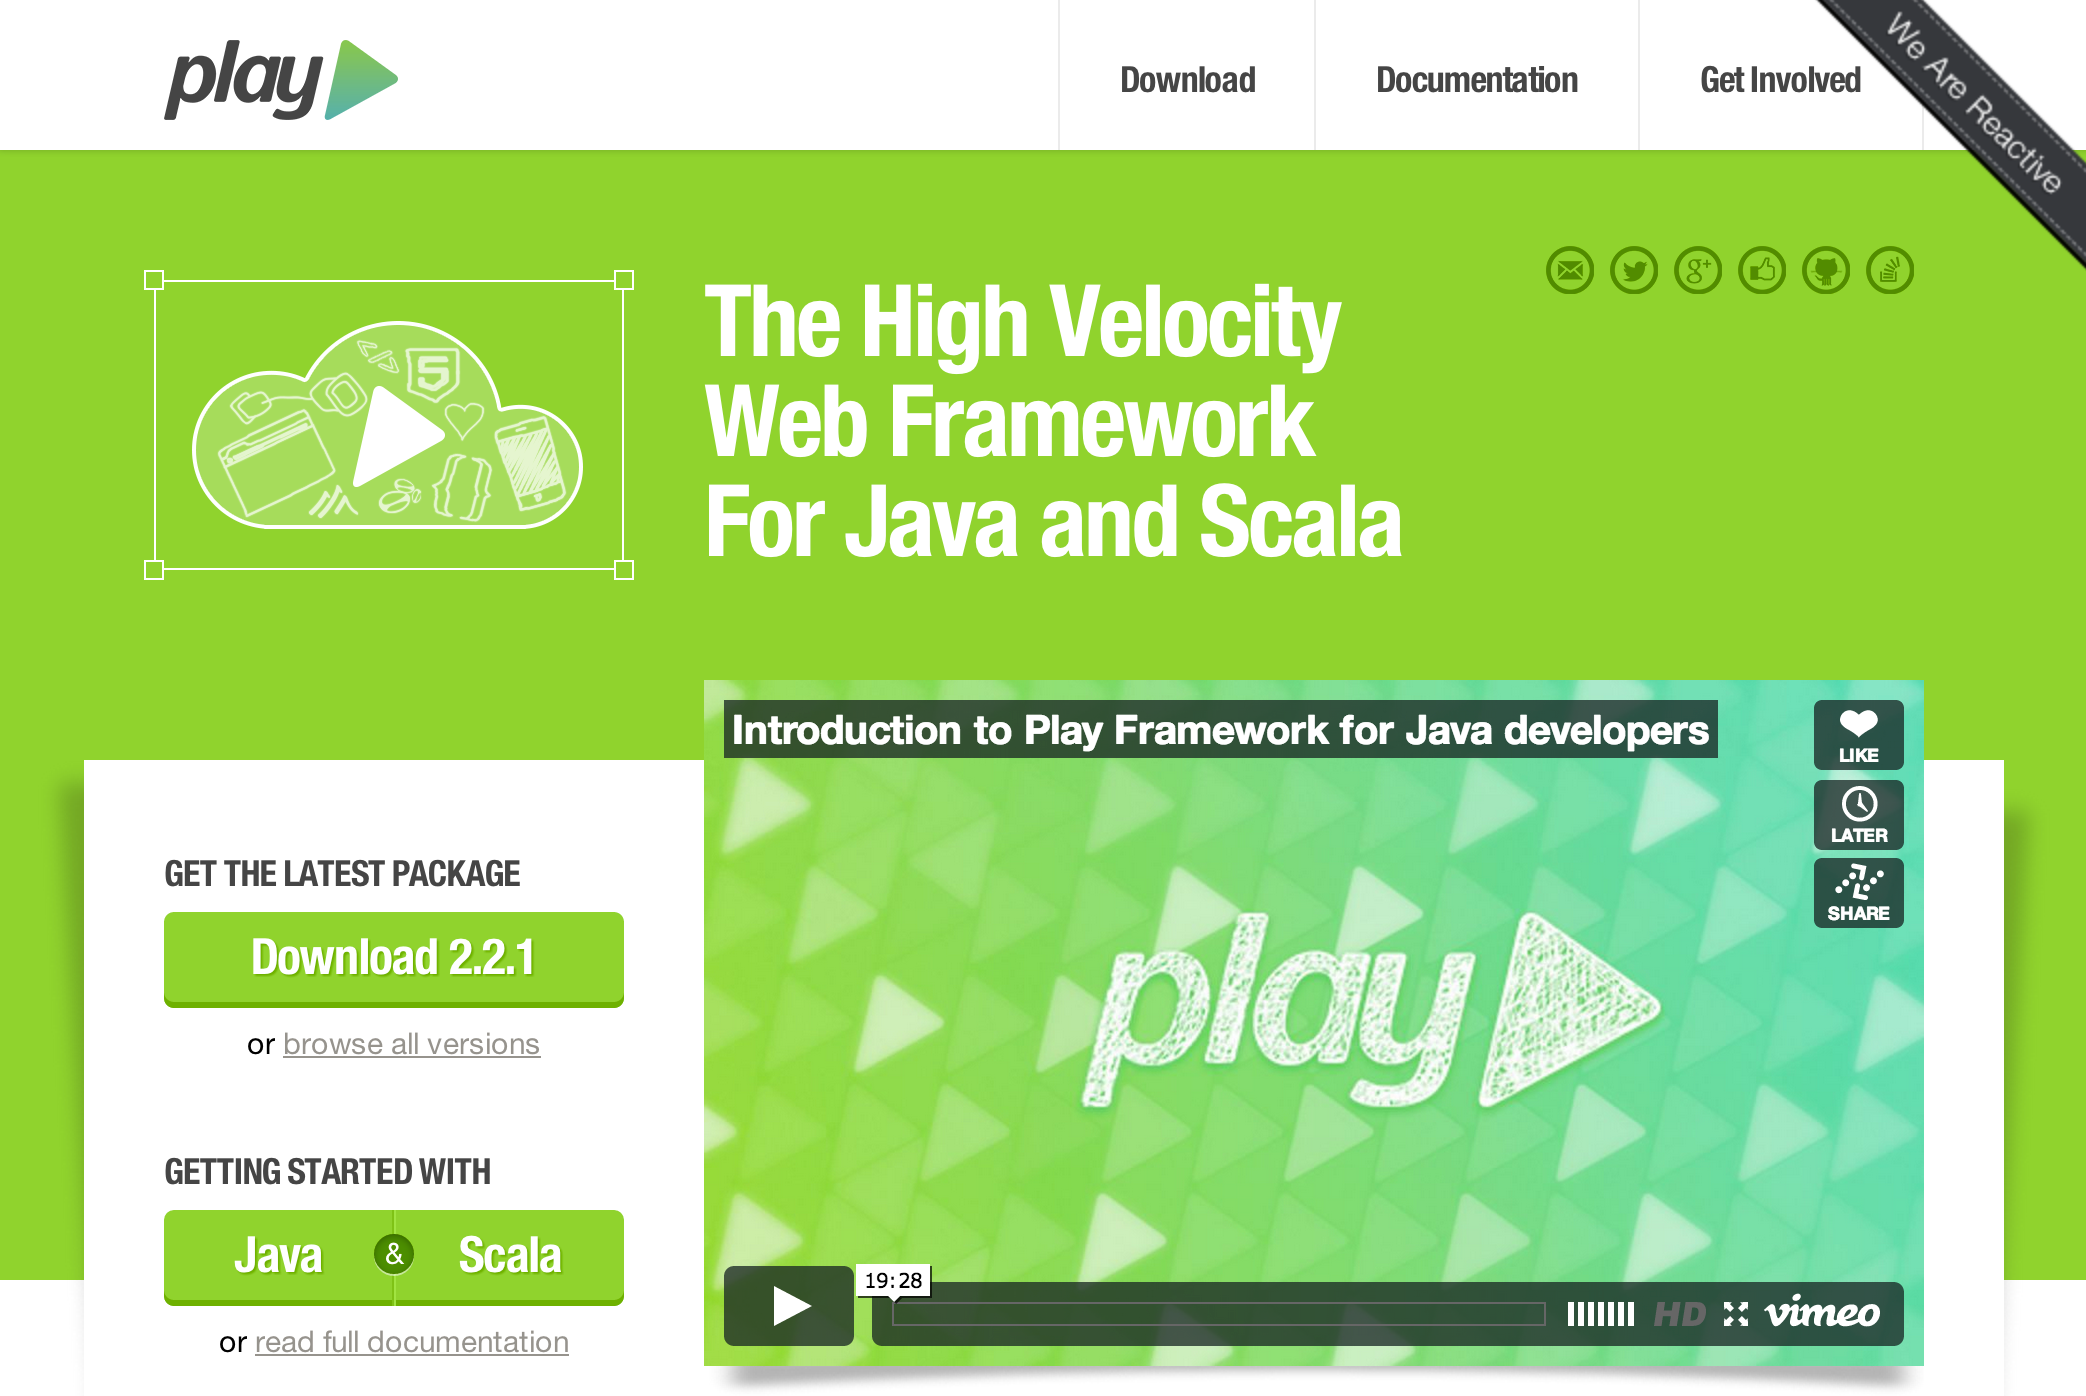 play
Download
Documentation
Get Involved
We Are Reactive
g+
The High Velocity
Web Framework
For Java and Scala
5
Introduction to Play Framework for Java developers
LIKE
LATER
SHARE
play
19:28
HD
vimeo
GET THE LATEST PACKAGE
Download 2.2.1
or browse all versions
GETTING STARTED WITH
Java & Scala
or read full documentation